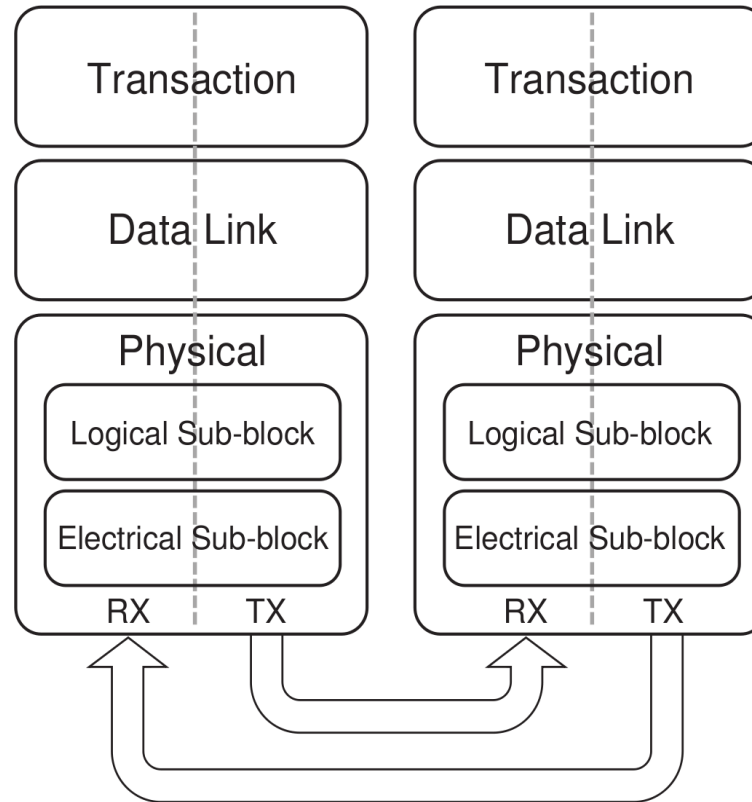 Transaction
Data Link
Physical
Logical Sub-block
Electrical Sub-block
RX TX
Transaction
Data Link
Physical
Logical Sub-block
Electrical Sub-block
RX TX